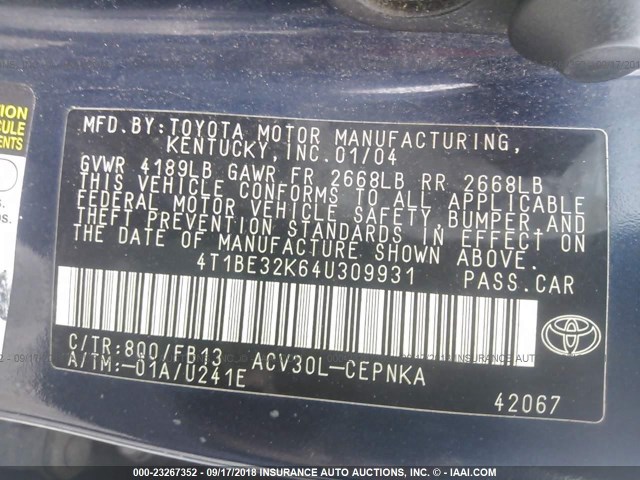 MFD.BY:TOYOTA MOTOR MANUFACTURING,
KENTUCKY,INC.01/04
GVWR 4189LB GAWR FR 2668LB RR 2668LB
THIS VEHICLE CONFORMS TO ALL APPLICABLE
FEDERAL MOTOR VEHICLE SAFETY,BUMPER,AND
THEFT PREVENTION STANDARDS IN EFFECT ON
THE DATE OF MANUFACTURE SHOWN ABOVE.
4T1BE32K64U309931 PASS.CAR
C/TR:8Q0/FB13 ACV30L-CEPNKA
A/TM:-01A/U241E
42067
000-23267352 - 09/17/2018 - INSURANCE AUTO AUCTIONS, INC. - IAAI.COM